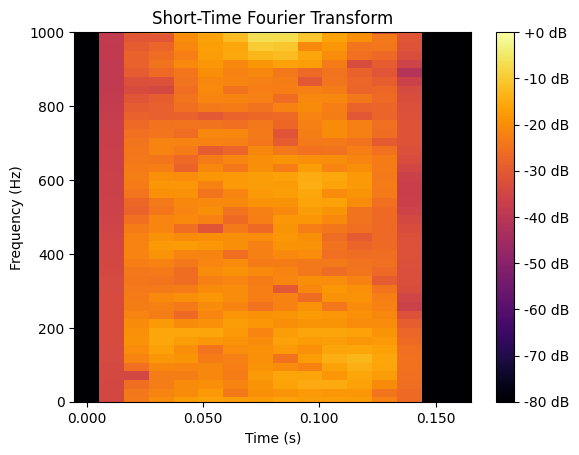 Short-Time Fourier Transform
1000
800
600
400
200
0
Frequency (Hz)
0.000
0.050
0.100
0.150
Time (s)
+0 dB
-10 dB
-20 dB
-30 dB
-40 dB
-50 dB
-60 dB
-70 dB
-80 dB